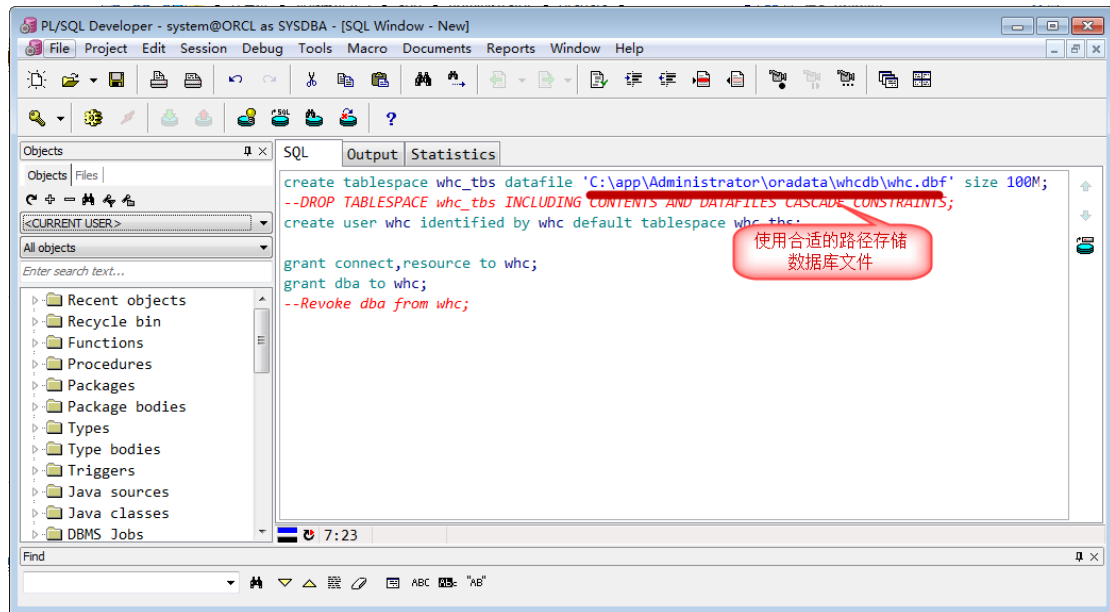 PL/SQL Developer - system@ORCL as SYSDBA - [SQL Window - New]
File Project Edit Session Debug Tools Macro Documents Reports Window Help
Objects
Objects Files
<CURRENT USER>
All objects
Enter search text...
Recent objects
Recycle bin
Functions
Procedures
Packages
Package bodies
Types
Type bodies
Triggers
Java sources
Java classes
DBMS Jobs
SQL Output Statistics
create tablespace whc_tbs datafile 'C:\app\Administrator\oradata\whcdb\whc.dbf' size 100M;
--DROP TABLESPACE whc_tbs INCLUDING CONTENTS AND DATAFILES CASCADE CONSTRAINTS;
create user whc identified by whc default tablespace whc_tbs;
grant connect,resource to whc;
grant dba to whc;
--Revoke dba from whc;
使用合适的路径存储
数据库文件
7:23
Find
ABC "AB"